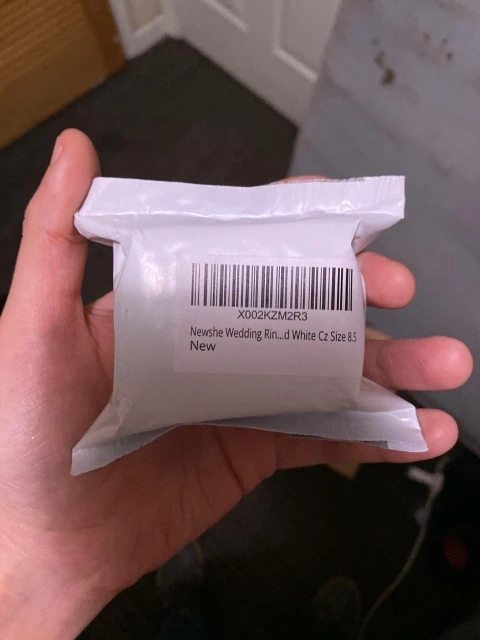 X002KZM2R3
Newshe Wedding Rin...d White Cz Size 8.5
New